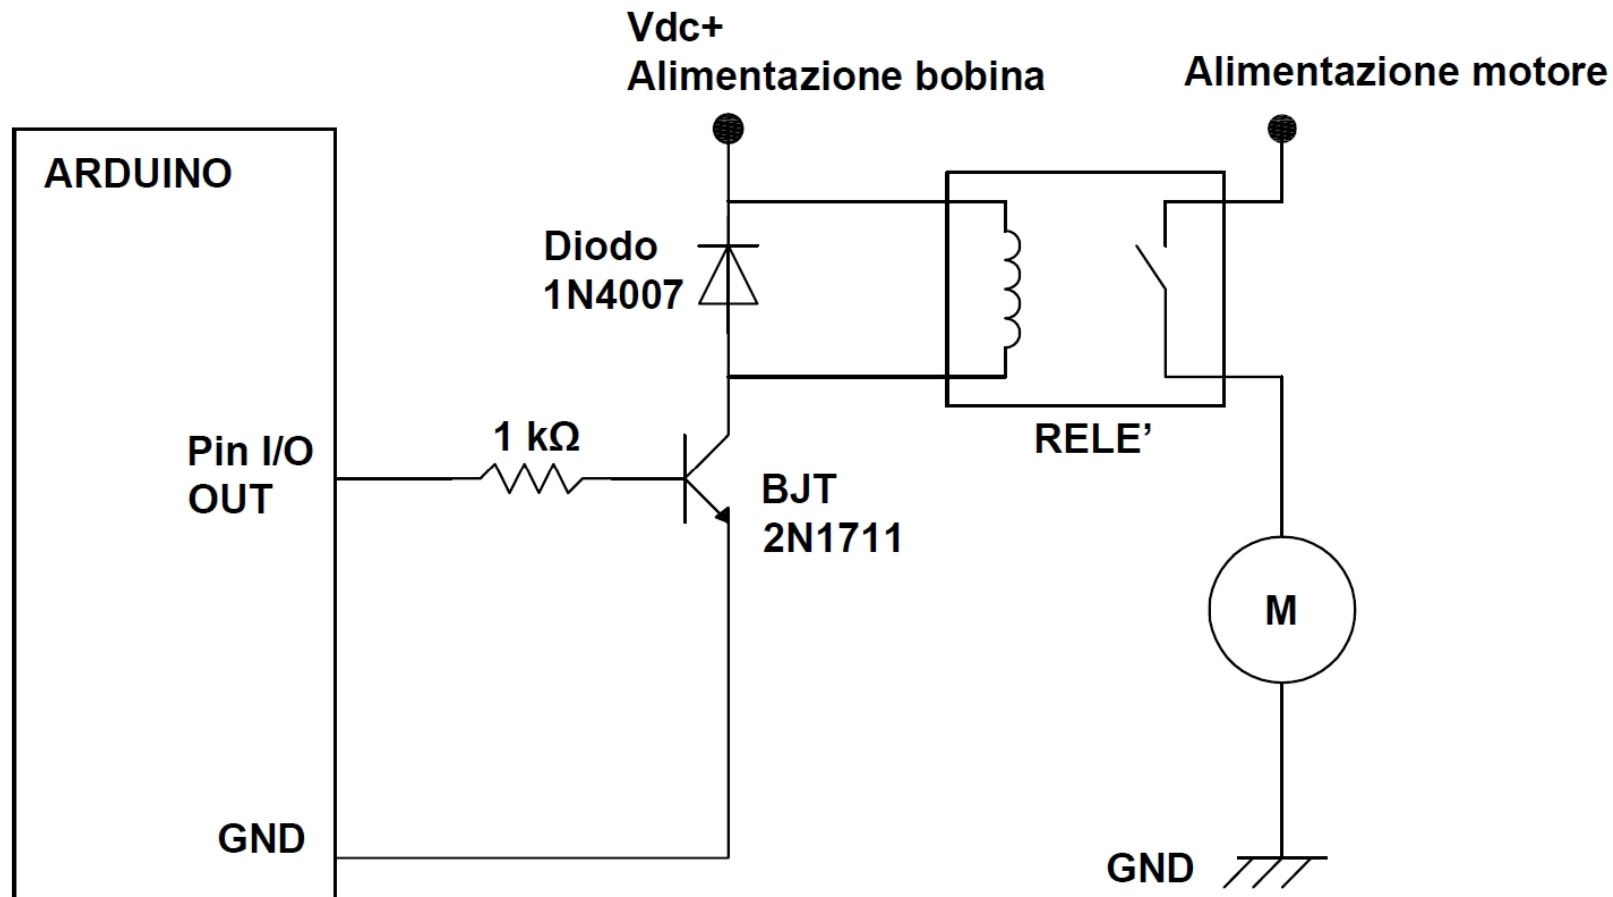 Vdc+
Alimentazione bobina
Alimentazione motore
ARDUINO
Diodo
1N4007
1 kΩ
Pin I/O
OUT
RELE’
BJT
2N1711
M
GND
GND